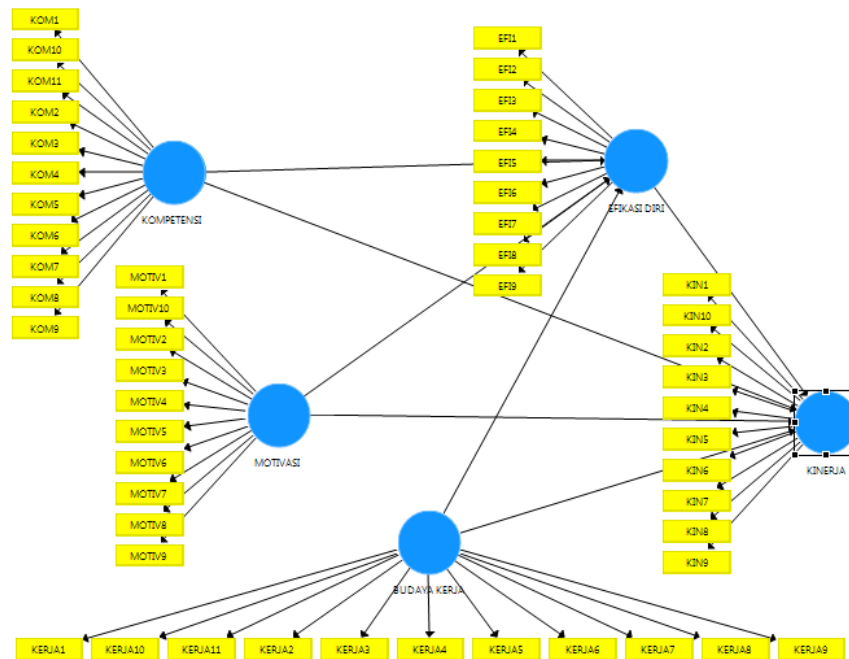 KOM1
KOM10
KOM11
KOM2
KOM3
KOM4
KOM5
KOM6
KOM7
KOM8
KOM9
KOMPETENSI
EFI1
EFI2
EFI3
EFI4
EFI5
EFI6
EFI7
EFI8
EFI9
EFIKASI DIRI
MOTIV1
MOTIV10
MOTIV2
MOTIV3
MOTIV4
MOTIV5
MOTIV6
MOTIV7
MOTIV8
MOTIV9
MOTIVASI
KIN1
KIN10
KIN2
KIN3
KIN4
KIN5
KIN6
KIN7
KIN8
KIN9
KINERJA
BUDAYA KERJA
KERJA1
KERJA10
KERJA11
KERJA2
KERJA3
KERJA4
KERJA5
KERJA6
KERJA7
KERJA8
KERJA9